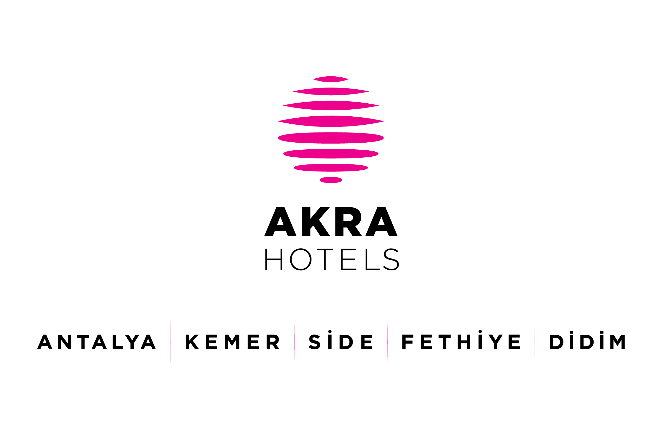 AKRA
HOTELS
ANTALYA | KEMER | SİDE | FETHİYE | DİDİM